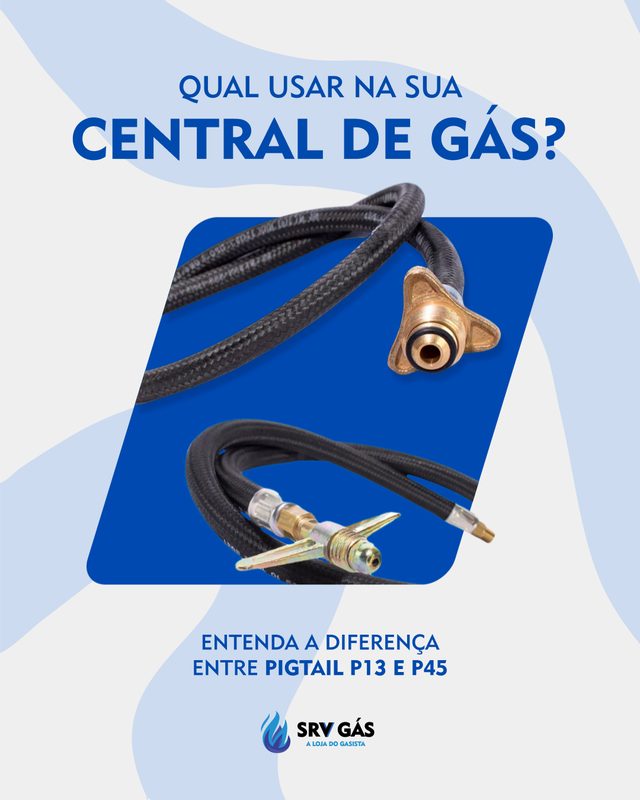 QUAL USAR NA SUA
CENTRAL DE GÁS?
ENTENDA A DIFERENÇA
ENTRE PIGTAIL P13 E P45
SRV GÁS
A LOJA DO GASISTA